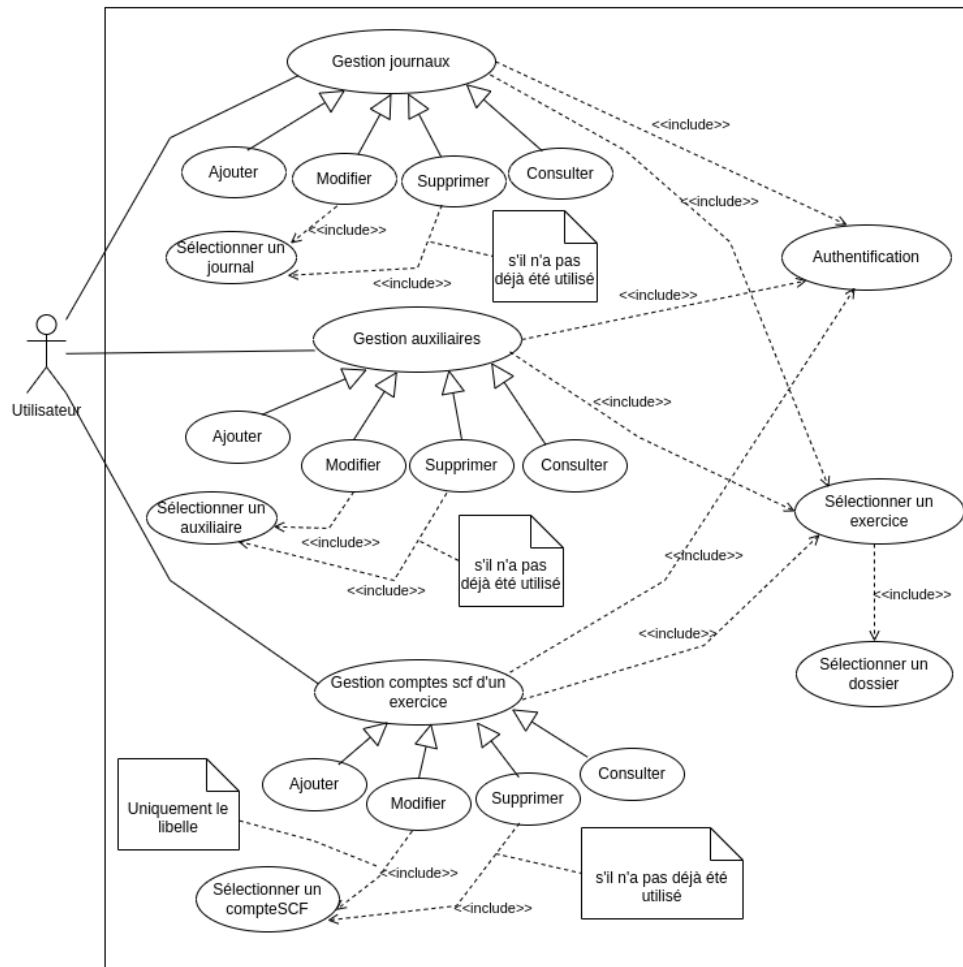 Gestion journaux
<<include>>
Ajouter
Modifier
Supprimer
Consulter
<<include>>
<<include>>
Sélectionner un
journal
s'il n'a pas
déjà été utilisé
Authentification
<<include>>
<<include>>
Gestion auxiliaires
Utilisateur
<<include>>
Ajouter
Modifier
Supprimer
Consulter
Sélectionner un
auxiliaire
Sélectionner un
exercice
<<include>>
<<include>>
s'il n'a pas
déjà été utilisé
<<include>>
<<include>>
<<include>>
Gestion comptes scf d'un
exercice
Sélectionner un
dossier
Ajouter
Modifier
Supprimer
Consulter
Uniquement le
libelle
<<include>>
s'il n'a pas déjà été
utilisé
Sélectionner un
compteSCF
<<include>>
<<include>>